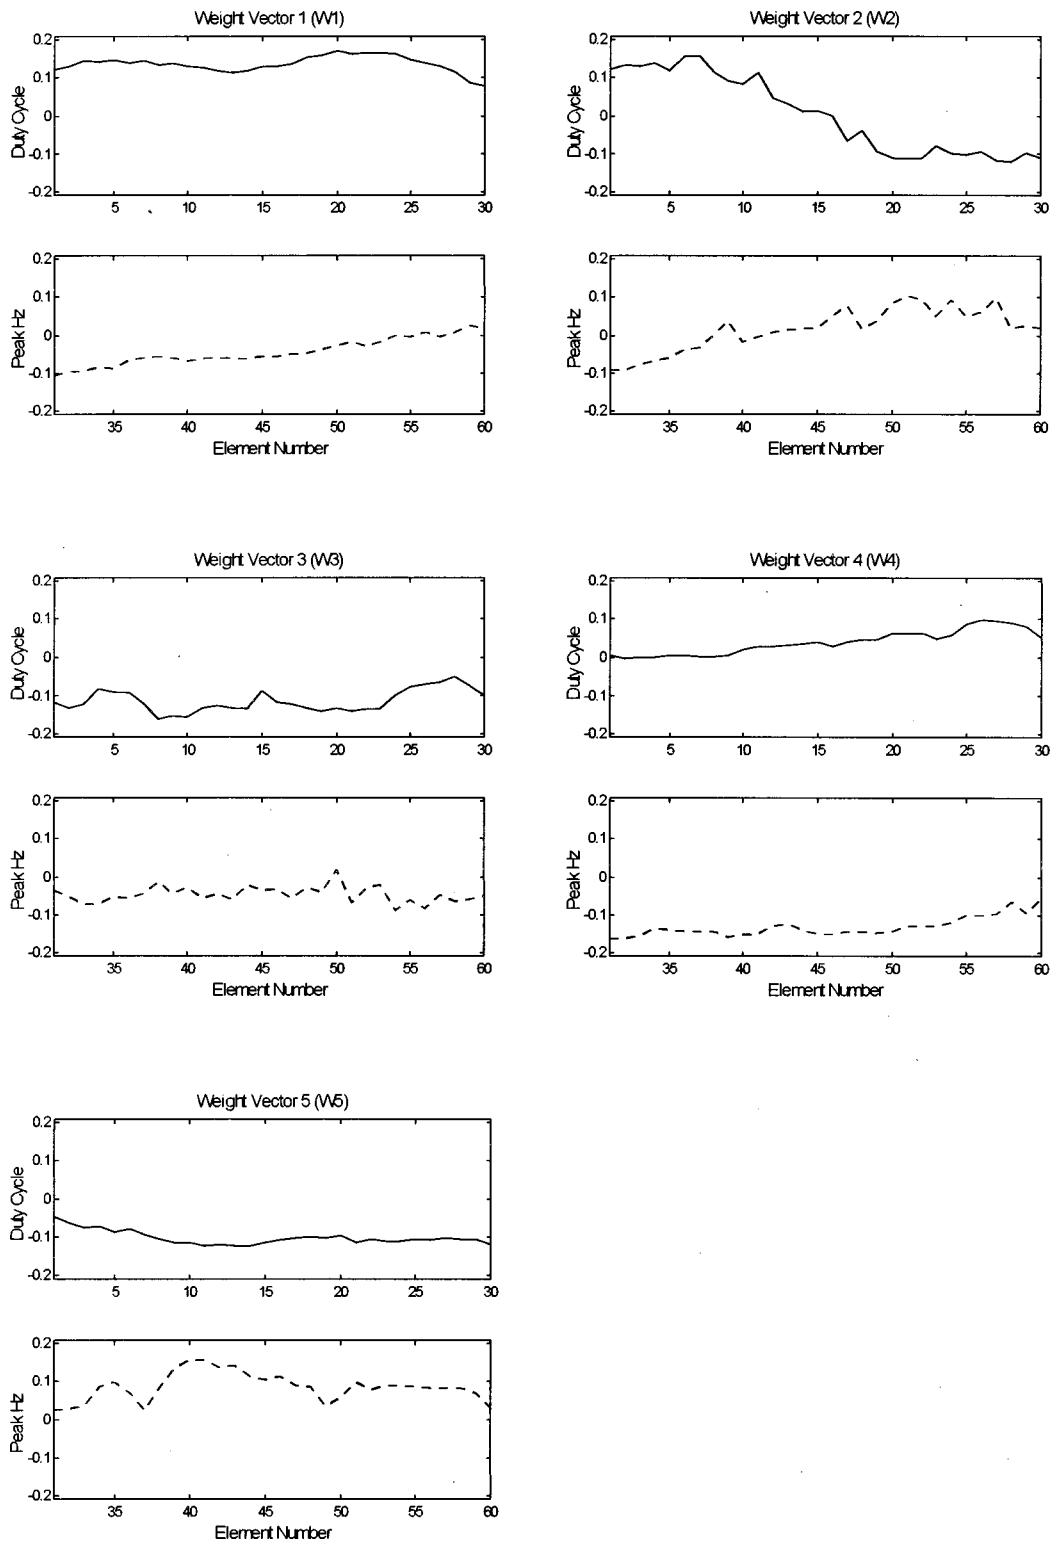 Weight Vector 1 (W1)
0.2
0.1
0
-0.1
-0.2
Duty Cycle
5 10 15 20 25 30
0.2
0.1
0
-0.1
-0.2
Peak Hz
35 40 45 50 55 60
Element Number
Weight Vector 2 (W2)
0.2
0.1
0
-0.1
-0.2
Duty Cycle
5 10 15 20 25 30
0.2
0.1
0
-0.1
-0.2
Peak Hz
35 40 45 50 55 60
Element Number
Weight Vector 3 (W3)
0.2
0.1
0
-0.1
-0.2
Duty Cycle
5 10 15 20 25 30
0.2
0.1
0
-0.1
-0.2
Peak Hz
35 40 45 50 55 60
Element Number
Weight Vector 4 (W4)
0.2
0.1
0
-0.1
-0.2
Duty Cycle
5 10 15 20 25 30
0.2
0.1
0
-0.1
-0.2
Peak Hz
35 40 45 50 55 60
Element Number
Weight Vector 5 (W5)
0.2
0.1
0
-0.1
-0.2
Duty Cycle
5 10 15 20 25 30
0.2
0.1
0
-0.1
-0.2
Peak Hz
35 40 45 50 55 60
Element Number